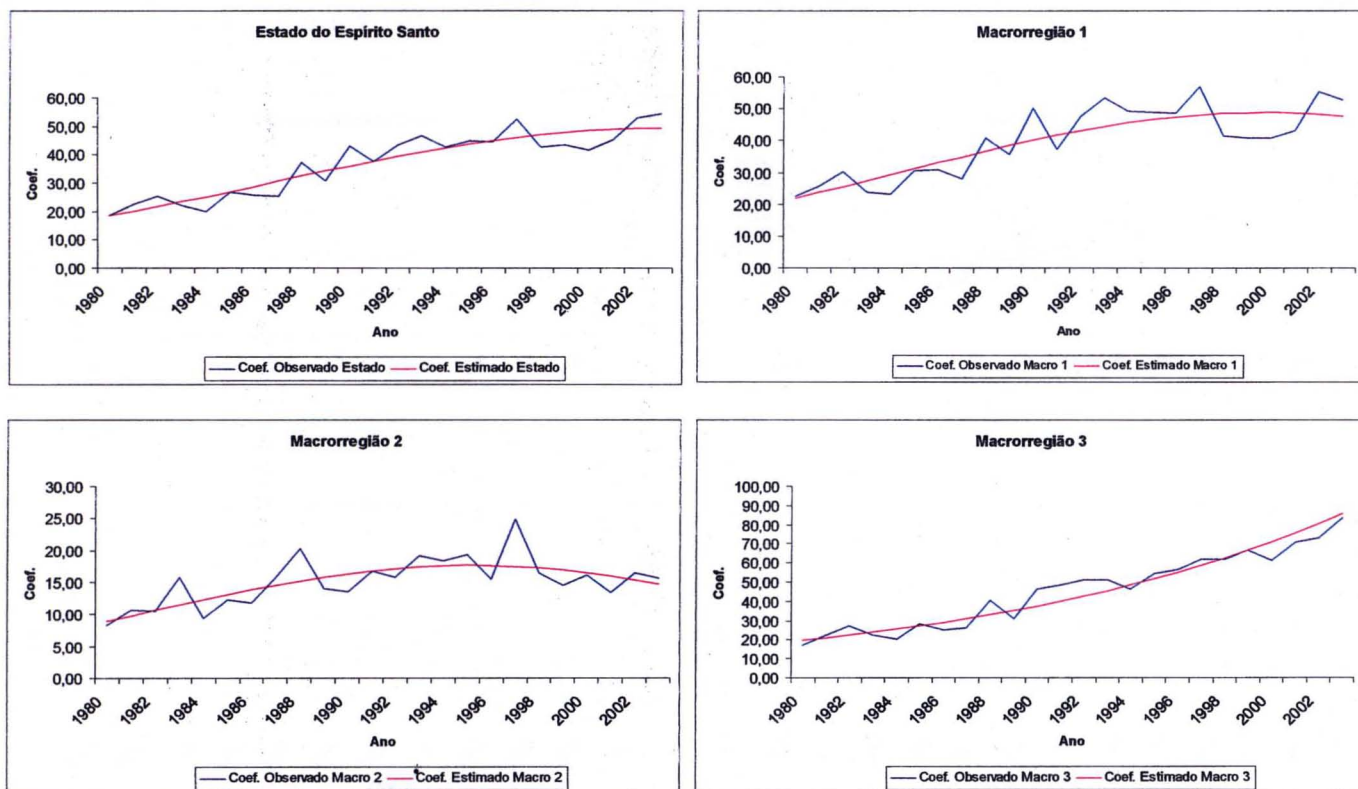 Estado do Espírito Santo
60,00
50,00
40,00
30,00
20,00
10,00
0,00
Coef.
1980 1982 1984 1986 1988 1990 1992 1994 1996 1998 2000 2002
Ano
Coef. Observado Estado Coef. Estimado Estado
Macrorregião 1
60,00
50,00
40,00
30,00
20,00
10,00
0,00
Coef.
1980 1982 1984 1986 1988 1990 1992 1994 1996 1998 2000 2002
Ano
Coef. Observado Macro 1 Coef. Estimado Macro 1
Macrorregião 2
30,00
25,00
20,00
15,00
10,00
5,00
0,00
Coef.
1980 1982 1984 1986 1988 1990 1992 1994 1996 1998 2000 2002
Ano
Coef. Observado Macro 2 Coef. Estimado Macro 2
Macrorregião 3
100,00
90,00
80,00
70,00
60,00
50,00
40,00
30,00
20,00
10,00
0,00
Coef.
1980 1982 1984 1986 1988 1990 1992 1994 1996 1998 2000 2002
Ano
Coef. Observado Macro 3 Coef. Estimado Macro 3